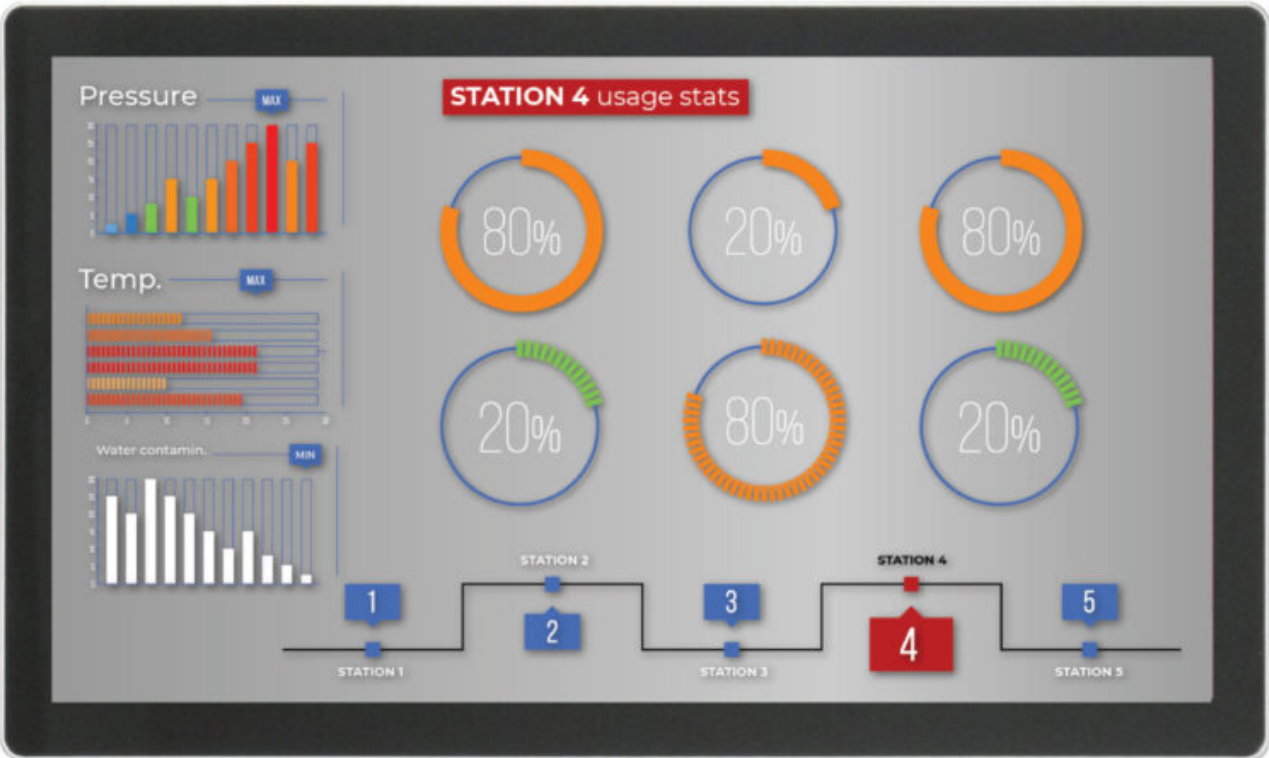 Pressure
MAX
STATION 4 usage stats
80%
20%
80%
Temp.
MAX
20%
80%
20%
Water contamin.
MIN
STATION 2
STATION 4
1
2
3
4
5
STATION 1
STATION 3
STATION 5